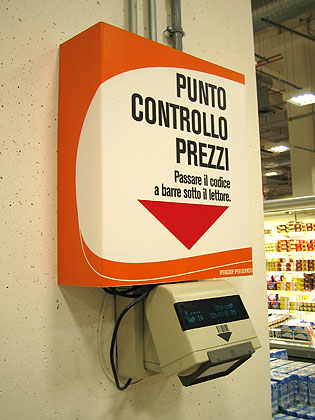 PUNTO
CONTROLLO
PREZZI
Passare il codice
a barre sotto il lettore.